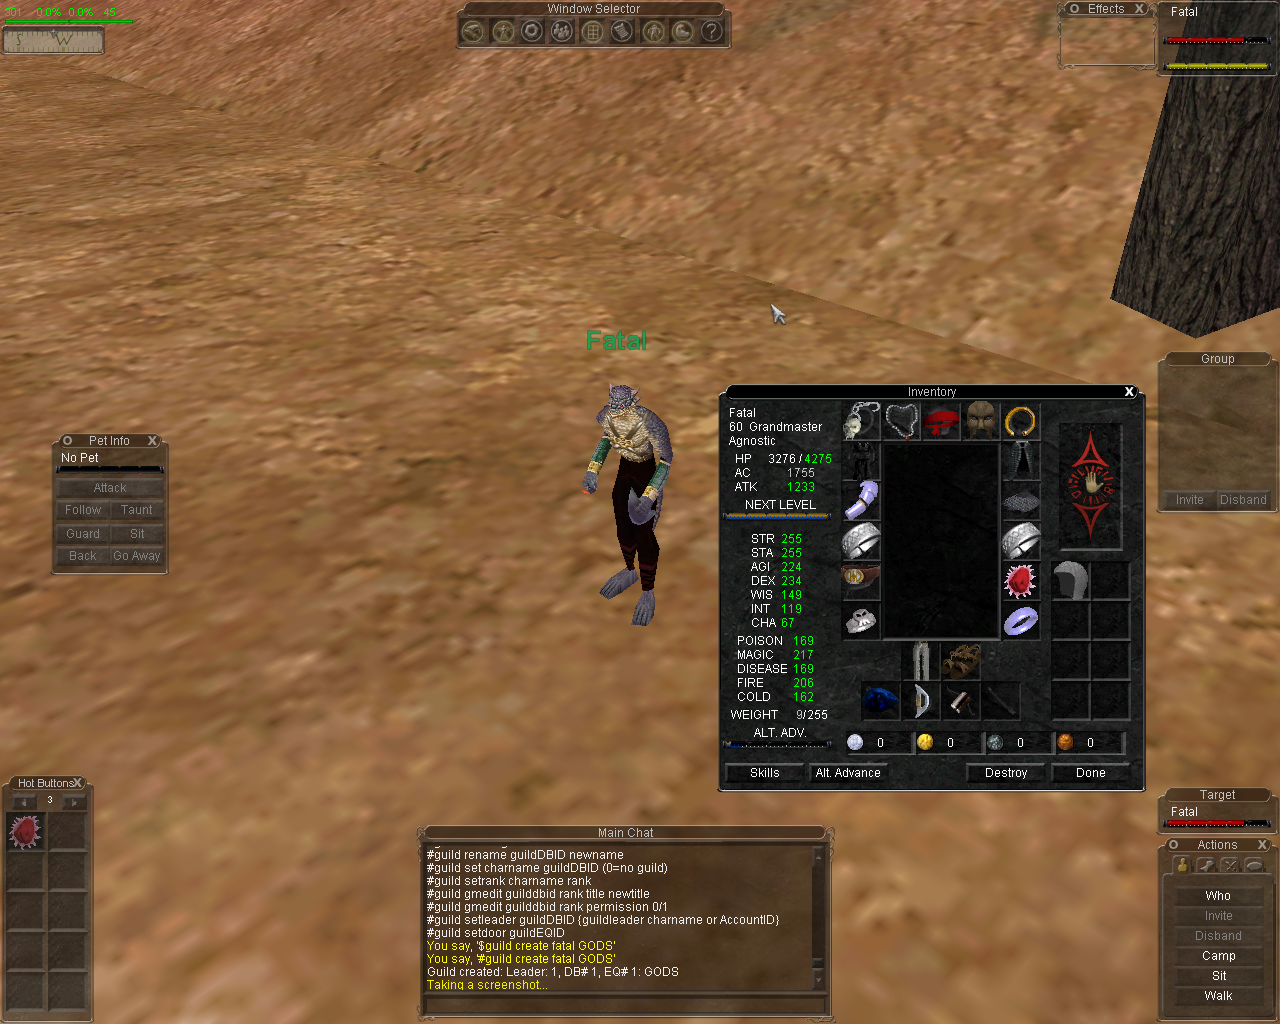 301 0.0% 0.0% 45
S W
Window Selector
?
Effects X
Fatal
Fatal
Group
Invite Disband
Pet Info X
No Pet
Attack
Follow Taunt
Guard Sit
Back Go Away
Inventory X
Fatal
60 Grandmaster
Agnostic
HP 3276 / 4275
AC 1755
ATK 1233
NEXT LEVEL
STR 255
STA 255
AGI 224
DEX 234
WIS 149
INT 119
CHA 67
POISON 169
MAGIC 217
DISEASE 169
FIRE 206
COLD 162
WEIGHT 9/255
ALT. ADV.
0 0 0 0
Skills Alt. Advance Destroy Done
Hot Buttons X
3
Main Chat
#guild rename guildDBID newname
#guild set charname guildDBID (0=no guild)
#guild setrank charname rank
#guild gmedit guilddbid rank title newtitle
#guild gmedit guilddbid rank permission 0/1
#guild setleader guildDBID {guildleader charname or AccountID}
#guild setdoor guildEQID
You say, '$guild create fatal GODS'
You say, '#guild create fatal GODS'
Guild created: Leader: 1, DB# 1, EQ# 1: GODS
Taking a screenshot...
Target
Fatal
Actions X
Who
Invite
Disband
Camp
Sit
Walk